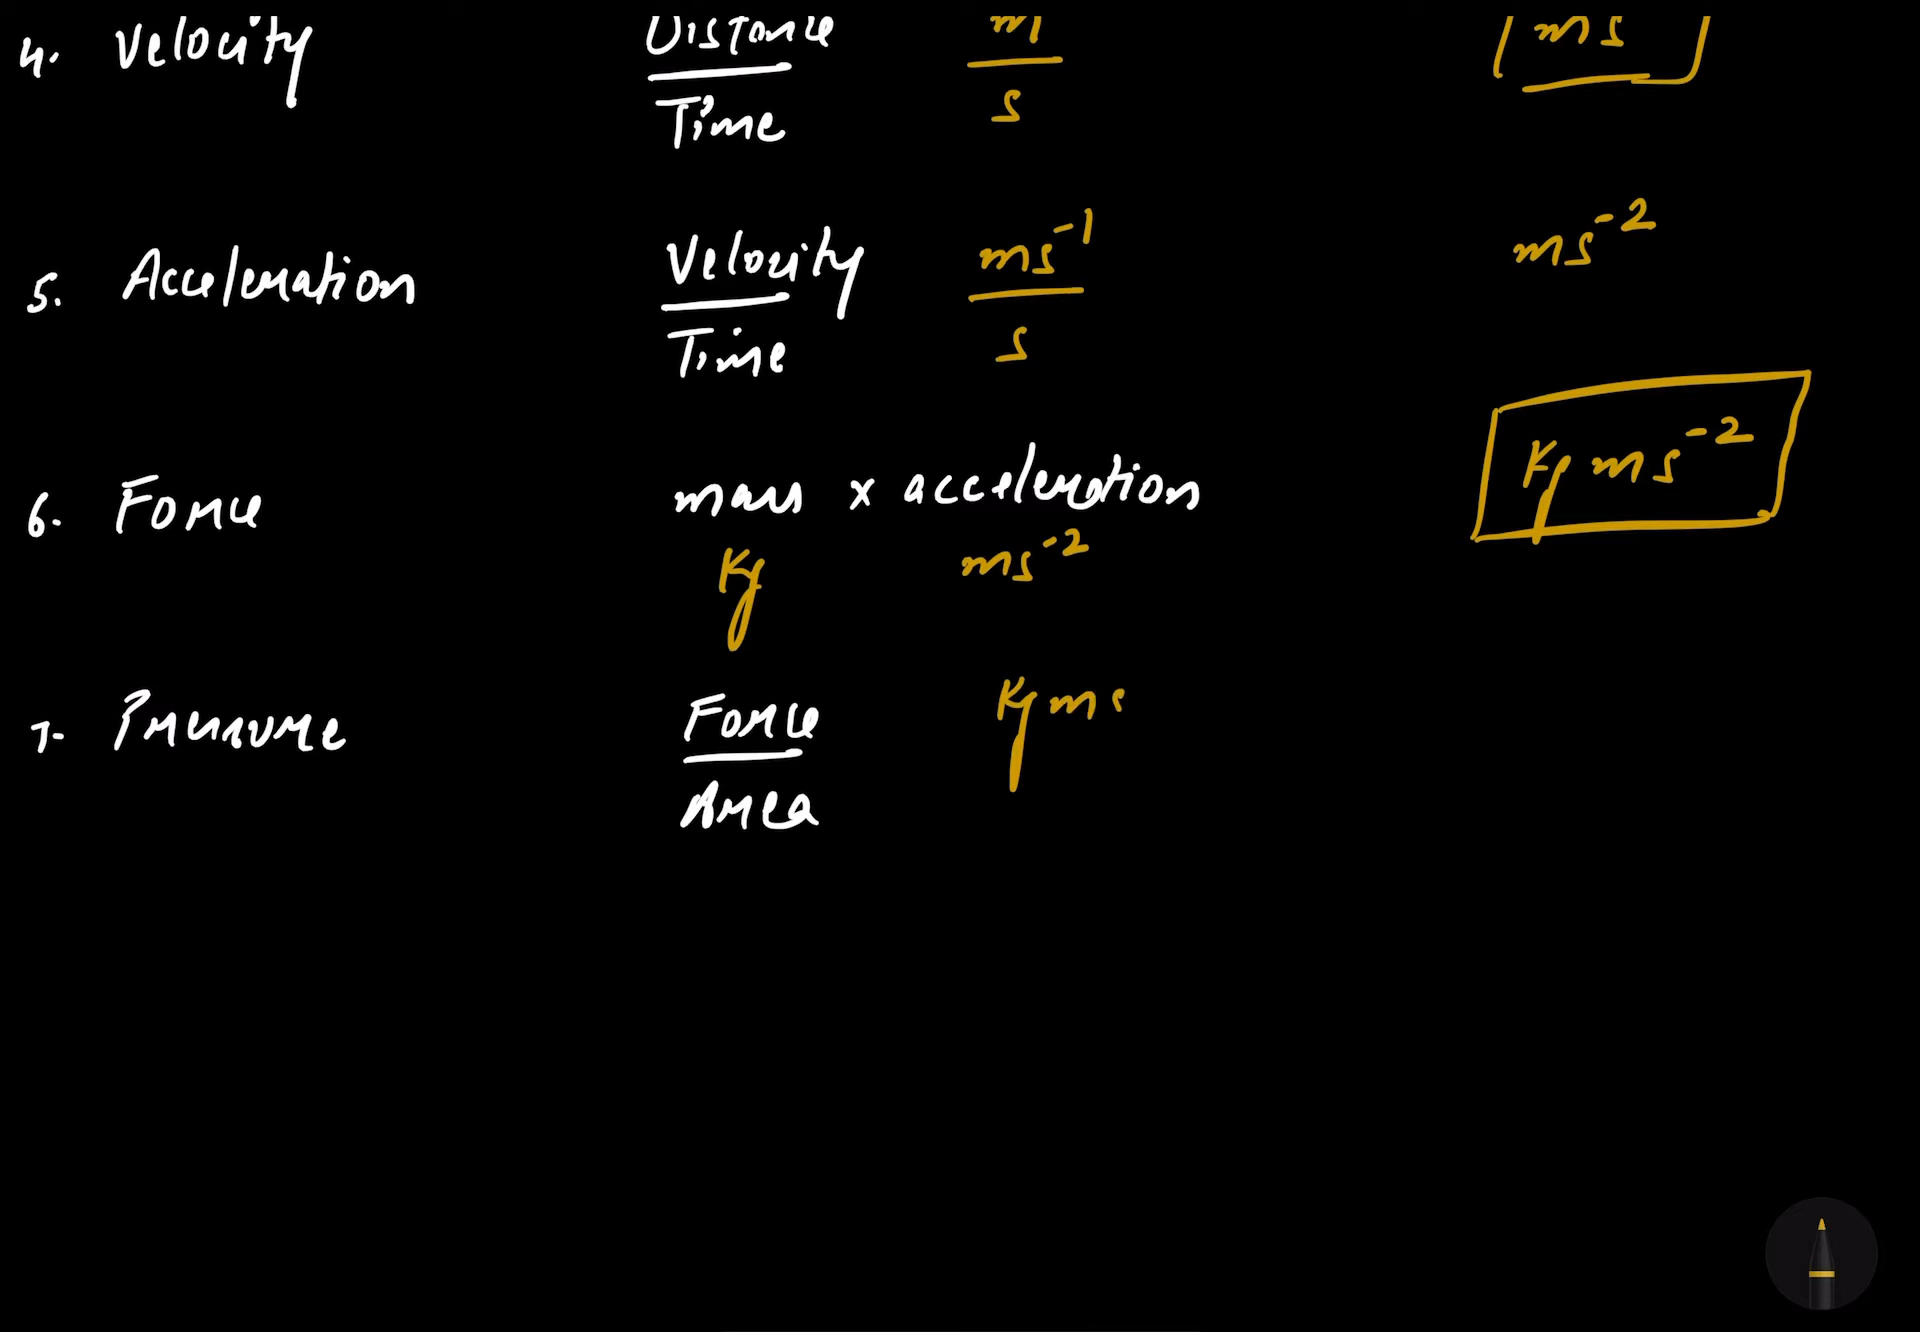 4. Velocity Distance m
Time s
5. Acceleration Velocity ms⁻¹ ms⁻²
Time s
6. Force mass x acceleration Kg ms⁻²
Kg ms⁻²
7. Pressure Force Kg m
Area